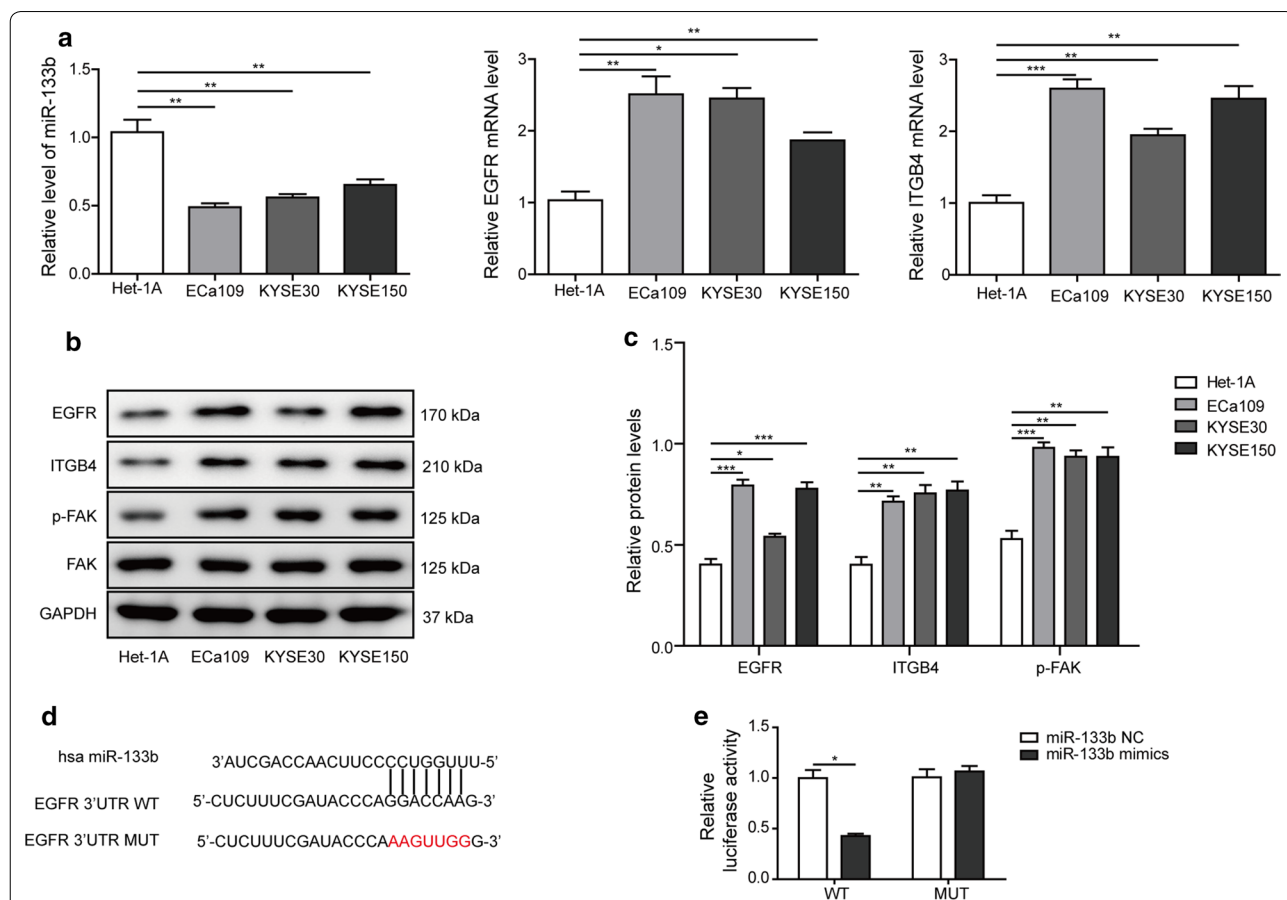 a
Relative level of miR-133b
1.5
1.0
0.5
0.0
** 
**
**
Het-1A ECa109 KYSE30 KYSE150
Relative EGFR mRNA level
3
2
1
0
**
*
**
Het-1A ECa109 KYSE30 KYSE150
Relative ITGB4 mRNA level
3
2
1
0
**
**
***
Het-1A ECa109 KYSE30 KYSE150
b
EGFR 170 kDa
ITGB4 210 kDa
p-FAK 125 kDa
FAK 125 kDa
GAPDH 37 kDa
Het-1A ECa109 KYSE30 KYSE150
c
Relative protein levels
1.5
1.0
0.5
0.0
***
*
***
**
**
**
**
**
***
EGFR ITGB4 p-FAK
Het-1A
ECa109
KYSE30
KYSE150
d
hsa miR-133b 3'AUCGACCAACUUCCCCUGGUUU-5'
EGFR 3'UTR WT 5'-CUCUUUCGAUACCCAGGACCAAG-3'
EGFR 3'UTR MUT 5'-CUCUUUCGAUACCCAAAGUUGGG-3'
e
Relative
luciferase activity
1.5
1.0
0.5
0.0
*
WT MUT
miR-133b NC
miR-133b mimics